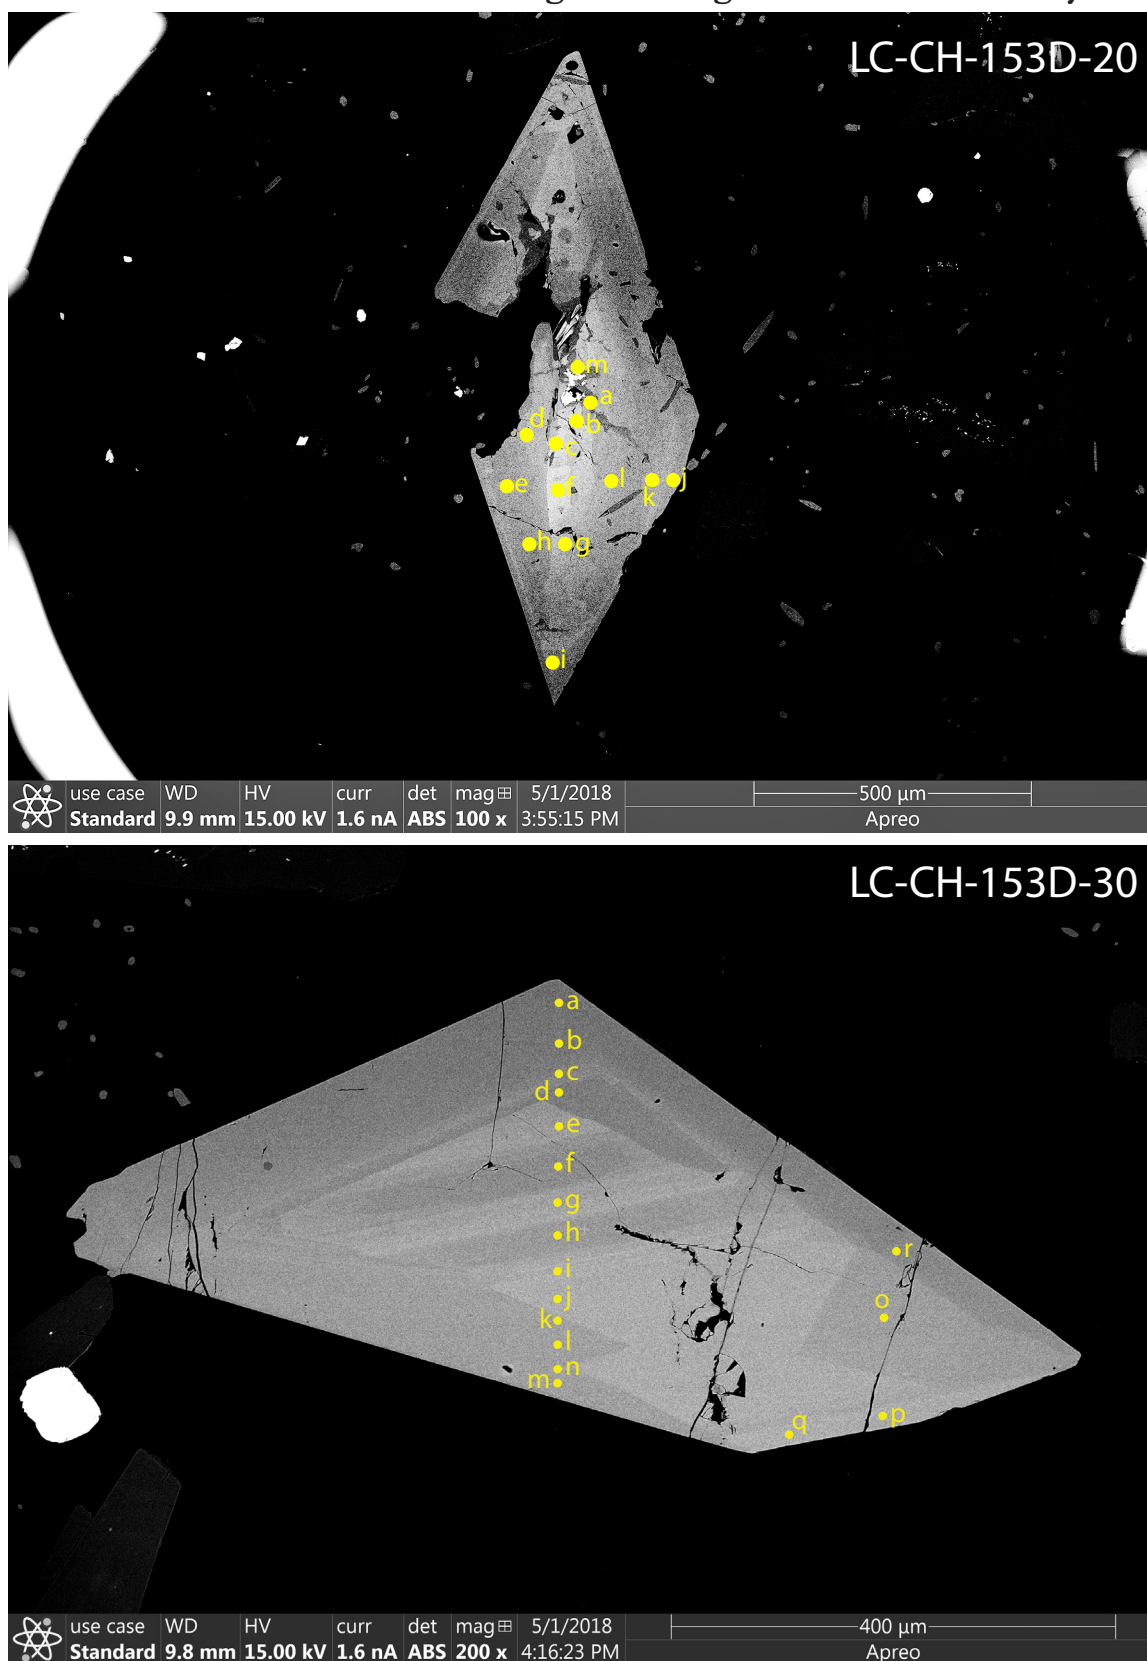 LC-CH-153D-20
m
a
b
d
c
e
f
l
k
j
h
g
i
use case WD HV curr det mag 5/1/2018 500 µm
Standard 9.9 mm 15.00 kV 1.6 nA ABS 100 x 3:55:15 PM Apreo
LC-CH-153D-30
a
b
c
d
e
f
g
h
r
i
j
o
k
l
n
m
q
p
use case WD HV curr det mag 5/1/2018 400 µm
Standard 9.8 mm 15.00 kV 1.6 nA ABS 200 x 4:16:23 PM Apreo